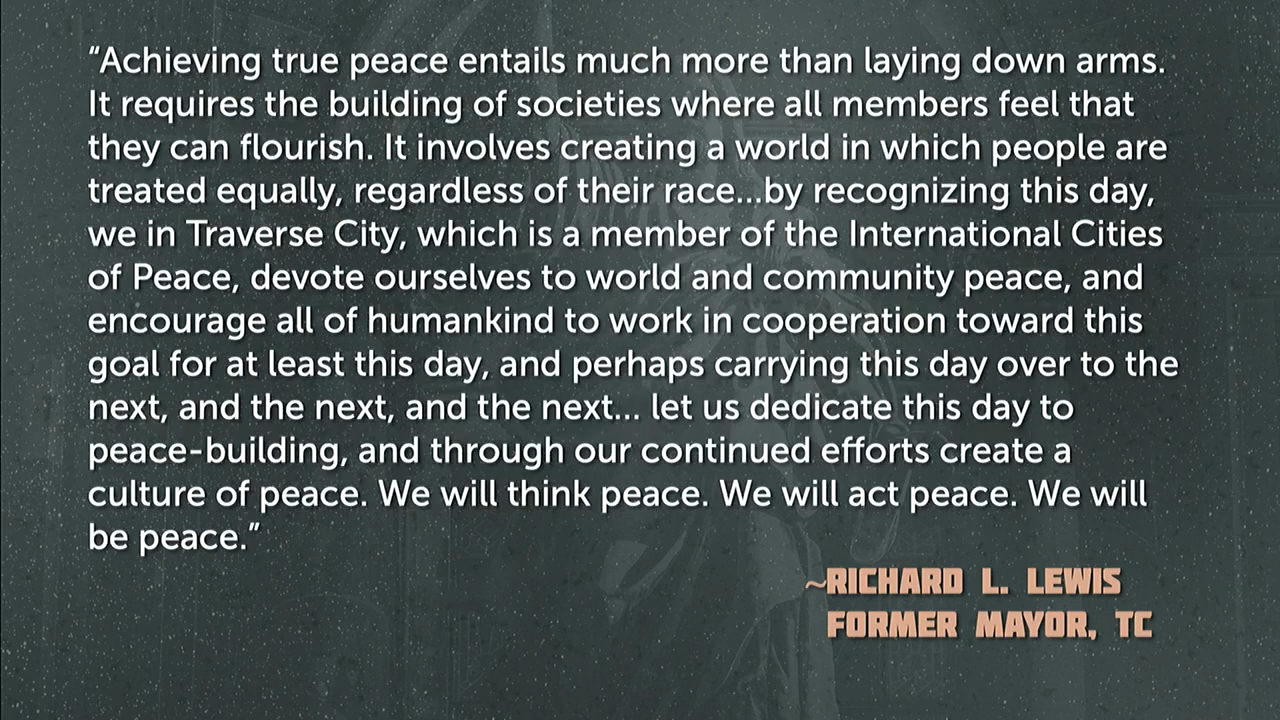 “Achieving true peace entails much more than laying down arms.
It requires the building of societies where all members feel that
they can flourish. It involves creating a world in which people are
treated equally, regardless of their race...by recognizing this day,
we in Traverse City, which is a member of the International Cities
of Peace, devote ourselves to world and community peace, and
encourage all of humankind to work in cooperation toward this
goal for at least this day, and perhaps carrying this day over to the
next, and the next, and the next... let us dedicate this day to
peace-building, and through our continued efforts create a
culture of peace. We will think peace. We will act peace. We will
be peace.”
~RICHARD L. LEWIS
FORMER MAYOR, TC